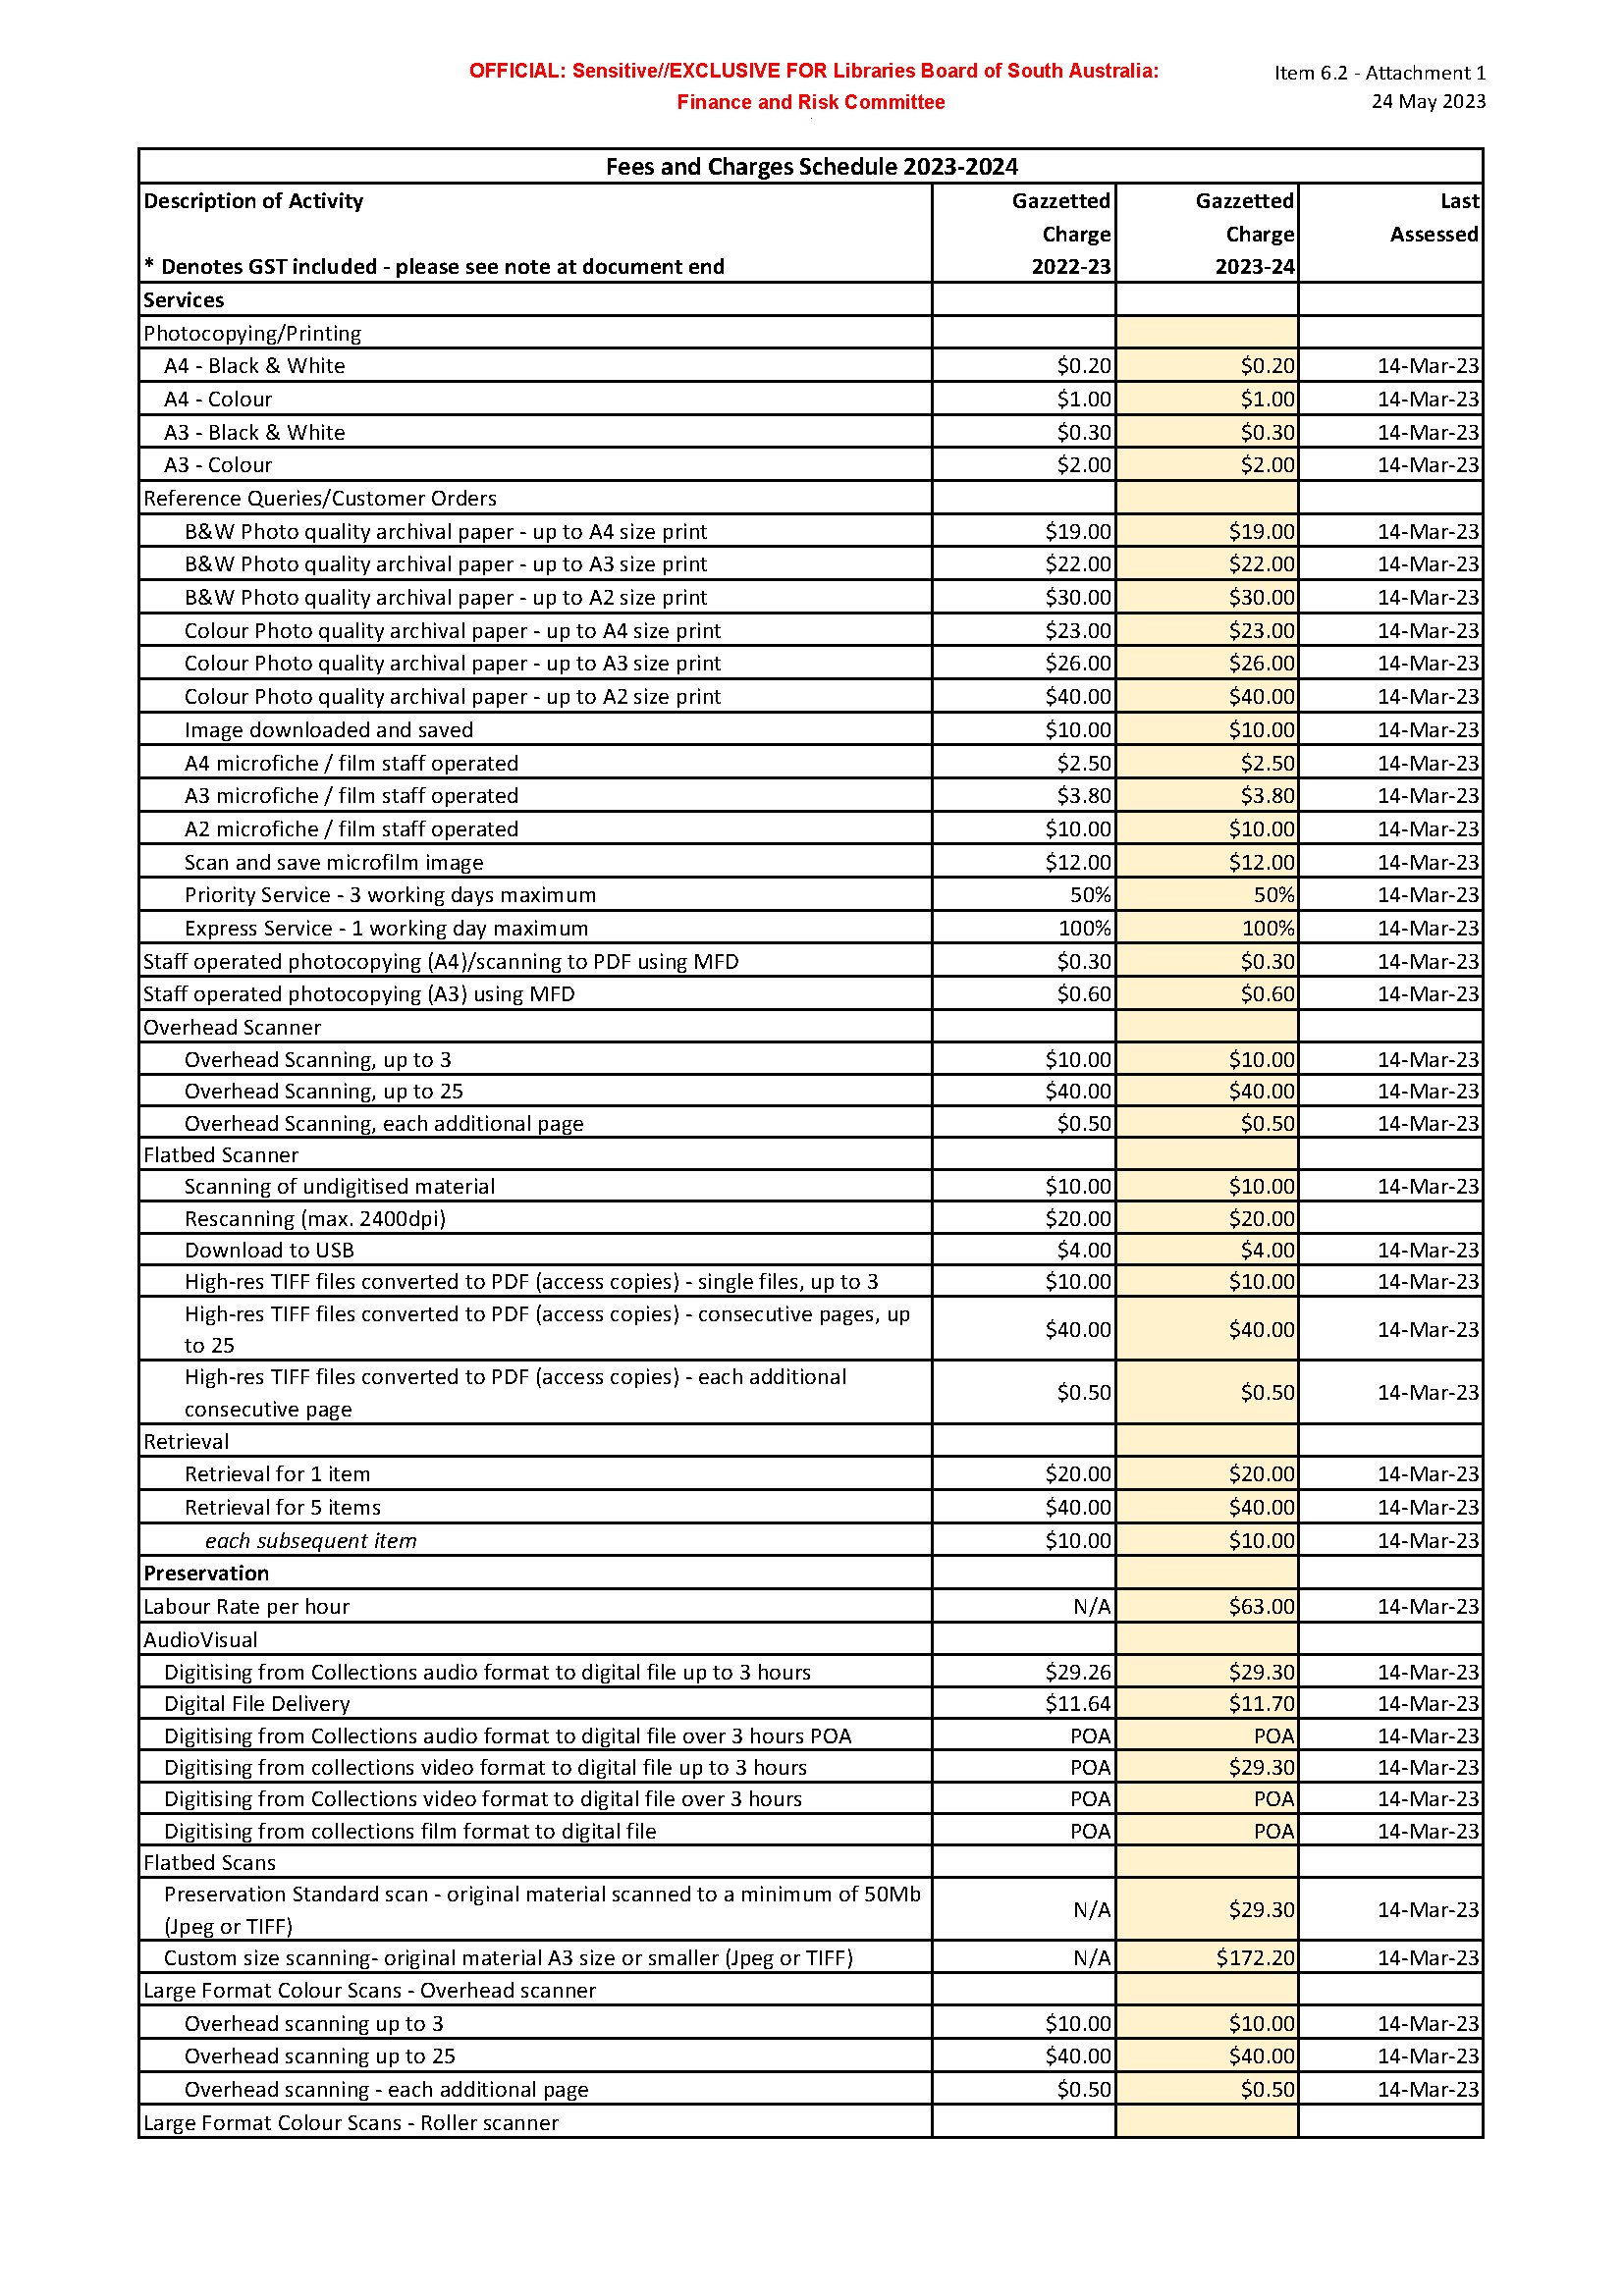 OFFICIAL: Sensitive//EXCLUSIVE FOR Libraries Board of South Australia:
Finance and Risk Committee
Item 6.2 - Attachment 1
24 May 2023
Fees and Charges Schedule 2023-2024
Description of Activity
* Denotes GST included - please see note at document end
Gazzetted
Charge
2022-23
Gazzetted
Charge
2023-24
Last
Assessed
Services
Photocopying/Printing
A4 - Black & White $0.20 $0.20 14-Mar-23
A4 - Colour $1.00 $1.00 14-Mar-23
A3 - Black & White $0.30 $0.30 14-Mar-23
A3 - Colour $2.00 $2.00 14-Mar-23
Reference Queries/Customer Orders
B&W Photo quality archival paper - up to A4 size print $19.00 $19.00 14-Mar-23
B&W Photo quality archival paper - up to A3 size print $22.00 $22.00 14-Mar-23
B&W Photo quality archival paper - up to A2 size print $30.00 $30.00 14-Mar-23
Colour Photo quality archival paper - up to A4 size print $23.00 $23.00 14-Mar-23
Colour Photo quality archival paper - up to A3 size print $26.00 $26.00 14-Mar-23
Colour Photo quality archival paper - up to A2 size print $40.00 $40.00 14-Mar-23
Image downloaded and saved $10.00 $10.00 14-Mar-23
A4 microfiche / film staff operated $2.50 $2.50 14-Mar-23
A3 microfiche / film staff operated $3.80 $3.80 14-Mar-23
A2 microfiche / film staff operated $10.00 $10.00 14-Mar-23
Scan and save microfilm image $12.00 $12.00 14-Mar-23
Priority Service - 3 working days maximum 50% 50% 14-Mar-23
Express Service - 1 working day maximum 100% 100% 14-Mar-23
Staff operated photocopying (A4)/scanning to PDF using MFD $0.30 $0.30 14-Mar-23
Staff operated photocopying (A3) using MFD $0.60 $0.60 14-Mar-23
Overhead Scanner
Overhead Scanning, up to 3 $10.00 $10.00 14-Mar-23
Overhead Scanning, up to 25 $40.00 $40.00 14-Mar-23
Overhead Scanning, each additional page $0.50 $0.50 14-Mar-23
Flatbed Scanner
Scanning of undigitised material $10.00 $10.00 14-Mar-23
Rescanning (max. 2400dpi) $20.00 $20.00
Download to USB $4.00 $4.00 14-Mar-23
High-res TIFF files converted to PDF (access copies) - single files, up to 3 $10.00 $10.00 14-Mar-23
High-res TIFF files converted to PDF (access copies) - consecutive pages, up
to 25 $40.00 $40.00 14-Mar-23
High-res TIFF files converted to PDF (access copies) - each additional
consecutive page $0.50 $0.50 14-Mar-23
Retrieval
Retrieval for 1 item $20.00 $20.00 14-Mar-23
Retrieval for 5 items $40.00 $40.00 14-Mar-23
each subsequent item $10.00 $10.00 14-Mar-23
Preservation
Labour Rate per hour N/A $63.00 14-Mar-23
AudioVisual
Digitising from Collections audio format to digital file up to 3 hours $29.26 $29.30 14-Mar-23
Digital File Delivery $11.64 $11.70 14-Mar-23
Digitising from Collections audio format to digital file over 3 hours POA POA POA 14-Mar-23
Digitising from collections video format to digital file up to 3 hours POA $29.30 14-Mar-23
Digitising from Collections video format to digital file over 3 hours POA POA 14-Mar-23
Digitising from collections film format to digital file POA POA 14-Mar-23
Flatbed Scans
Preservation Standard scan - original material scanned to a minimum of 50Mb
(Jpeg or TIFF) N/A $29.30 14-Mar-23
Custom size scanning- original material A3 size or smaller (Jpeg or TIFF) N/A $172.20 14-Mar-23
Large Format Colour Scans - Overhead scanner
Overhead scanning up to 3 $10.00 $10.00 14-Mar-23
Overhead scanning up to 25 $40.00 $40.00 14-Mar-23
Overhead scanning - each additional page $0.50 $0.50 14-Mar-23
Large Format Colour Scans - Roller scanner